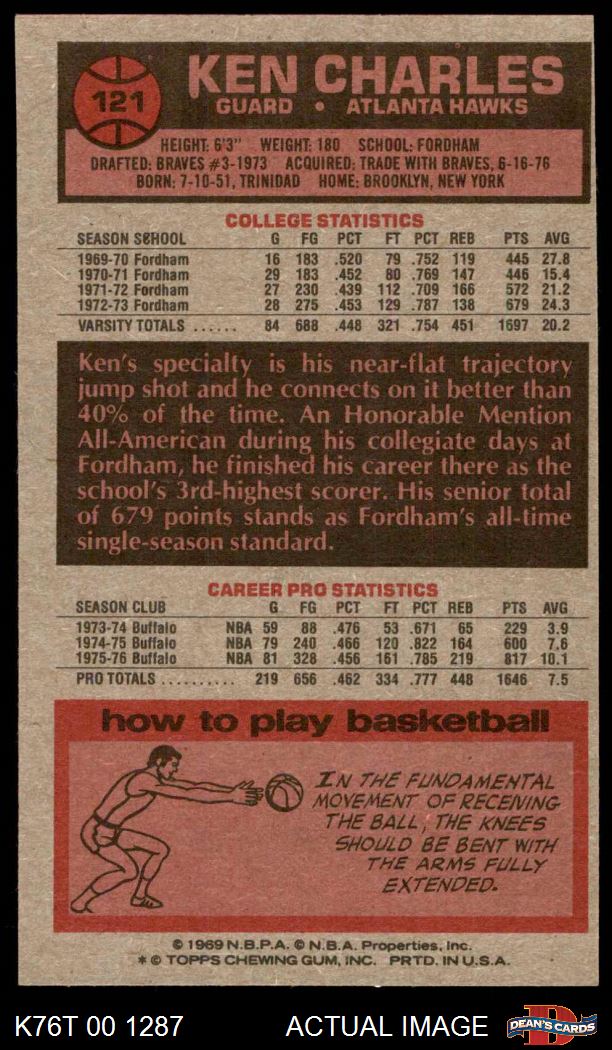 121
KEN CHARLES
GUARD • ATLANTA HAWKS
HEIGHT: 6'3" WEIGHT: 180 SCHOOL: FORDHAM
DRAFTED: BRAVES #3-1973 ACQUIRED: TRADE WITH BRAVES, 6-16-76
BORN: 7-10-51, TRINIDAD HOME: BROOKLYN, NEW YORK
COLLEGE STATISTICS
SEASON SCHOOL G FG PCT FT PCT REB PTS AVG
1969-70 Fordham 16 183 .520 79 .752 119 445 27.8
1970-71 Fordham 29 183 .452 80 .769 147 446 15.4
1971-72 Fordham 27 230 .439 112 .709 166 572 21.2
1972-73 Fordham 28 275 .453 129 .787 138 679 24.3
VARSITY TOTALS ...... 84 688 .448 321 .754 451 1697 20.2
Ken's specialty is his near-flat trajectory
jump shot and he connects on it better than
40% of the time. An Honorable Mention
All-American during his collegiate days at
Fordham, he finished his career there as the
school's 3rd-highest scorer. His senior total
of 679 points stands as Fordham's all-time
single-season standard.
CAREER PRO STATISTICS
SEASON CLUB G FG PCT FT PCT REB PTS AVG
1973-74 Buffalo NBA 59 88 .476 53 .671 65 229 3.9
1974-75 Buffalo NBA 79 240 .466 120 .822 164 600 7.6
1975-76 Buffalo NBA 81 328 .456 161 .785 219 817 10.1
PRO TOTALS .......... 219 656 .462 334 .777 448 1646 7.5
how to play basketball
IN THE FUNDAMENTAL
MOVEMENT OF RECEIVING
THE BALL, THE KNEES
SHOULD BE BENT WITH
THE ARMS FULLY
EXTENDED.
© 1969 N.B.P.A. © N.B.A. Properties, Inc.
* © TOPPS CHEWING GUM, INC. PRTD. IN U.S.A.
K76T 00 1287 ACTUAL IMAGE
D
DEAN'S CARDS